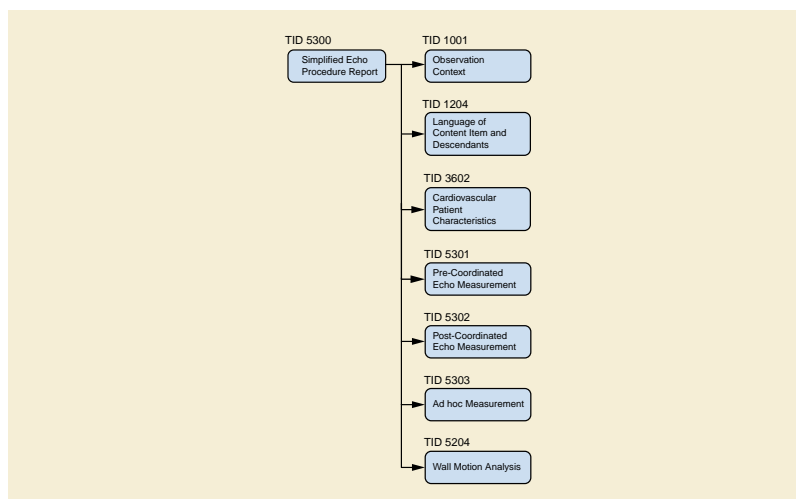 TID 5300
Simplified Echo
Procedure Report
TID 1001
Observation
Context
TID 1204
Language of
Content Item and
Descendants
TID 3602
Cardiovascular
Patient
Characteristics
TID 5301
Pre-Coordinated
Echo Measurement
TID 5302
Post-Coordinated
Echo Measurement
TID 5303
Ad hoc Measurement
TID 5204
Wall Motion Analysis